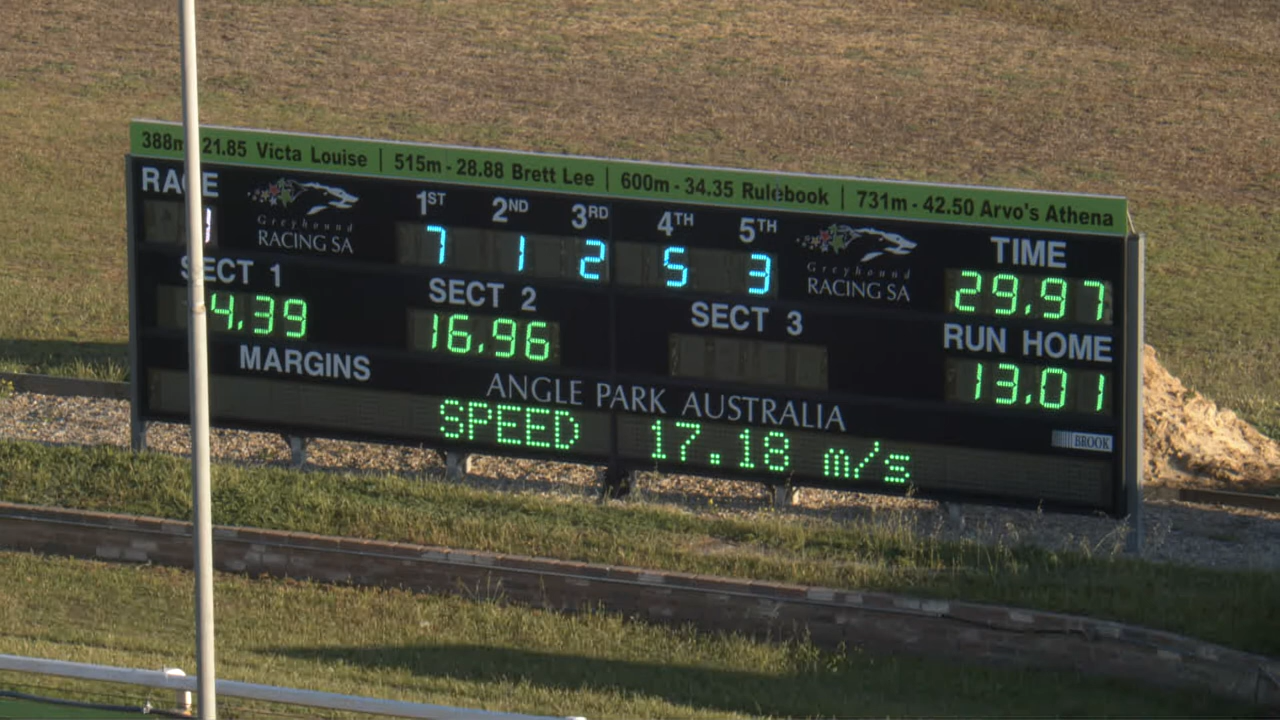 388m - 21.85 Victa Louise | 515m - 28.88 Brett Lee | 600m - 34.35 Rulebook | 731m - 42.50 Arvo's Athena
RACE
1
Greyhound
RACING SA
1ST 2ND 3RD 4TH 5TH
7 1 2 5 3
Greyhound
RACING SA
TIME
29.97
SECT 1
4.39
SECT 2
16.96
SECT 3
RUN HOME
13.01
MARGINS
ANGLE PARK AUSTRALIA
BROOK
SPEED 17.18 m/s